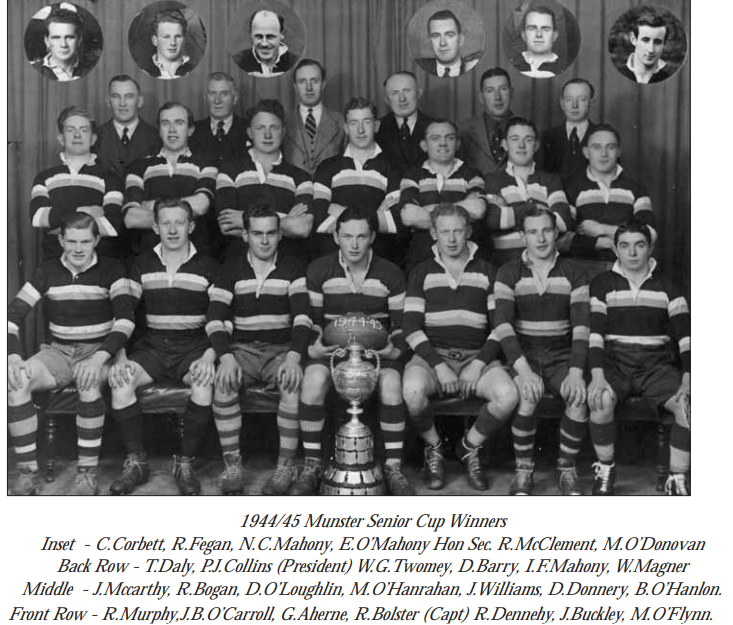 1944-45
1944/45 Munster Senior Cup Winners
Inset - C.Corbett, R.Fegan, N.C.Mahony, E.O'Mahony Hon Sec. R.McClement, M.O'Donovan
Back Row - T.Daly, P.J.Collins (President) W.G.Twomey, D.Barry, I.F.Mahony, W.Magner
Middle - J.Mccarthy, R.Bogan, D.O'Loughlin, M.O'Hanrahan, J.Williams, D.Donnery, B.O'Hanlon.
Front Row - R.Murphy,J.B.O'Carroll, G.Aherne, R.Bolster (Capt) R.Dennehy, J.Buckley, M.O'Flynn.